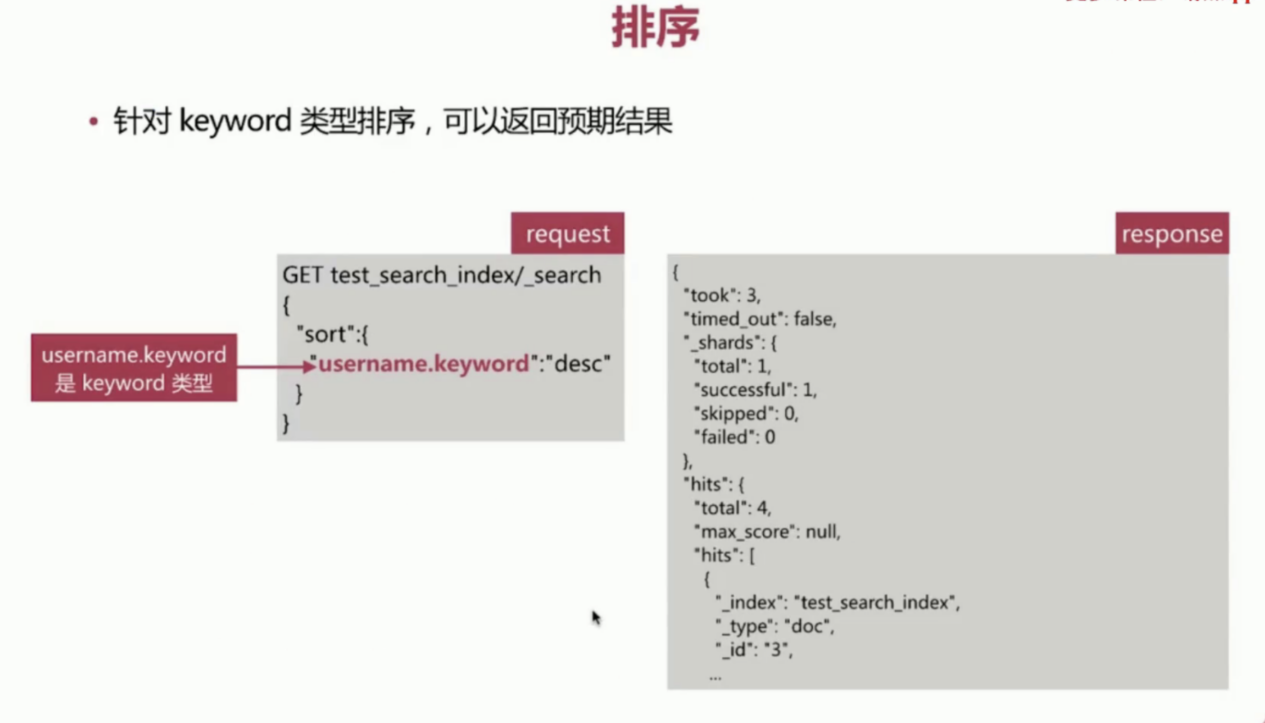 排序
• 针对 keyword 类型排序，可以返回预期结果
request
GET test_search_index/_search
{
"sort":{
"username.keyword":"desc"
}
}
username.keyword
是 keyword 类型
response
{
"took": 3,
"timed_out": false,
"_shards": {
"total": 1,
"successful": 1,
"skipped": 0,
"failed": 0
},
"hits": {
"total": 4,
"max_score": null,
"hits": [
{
"_index": "test_search_index",
"_type": "doc",
"_id": "3",
...